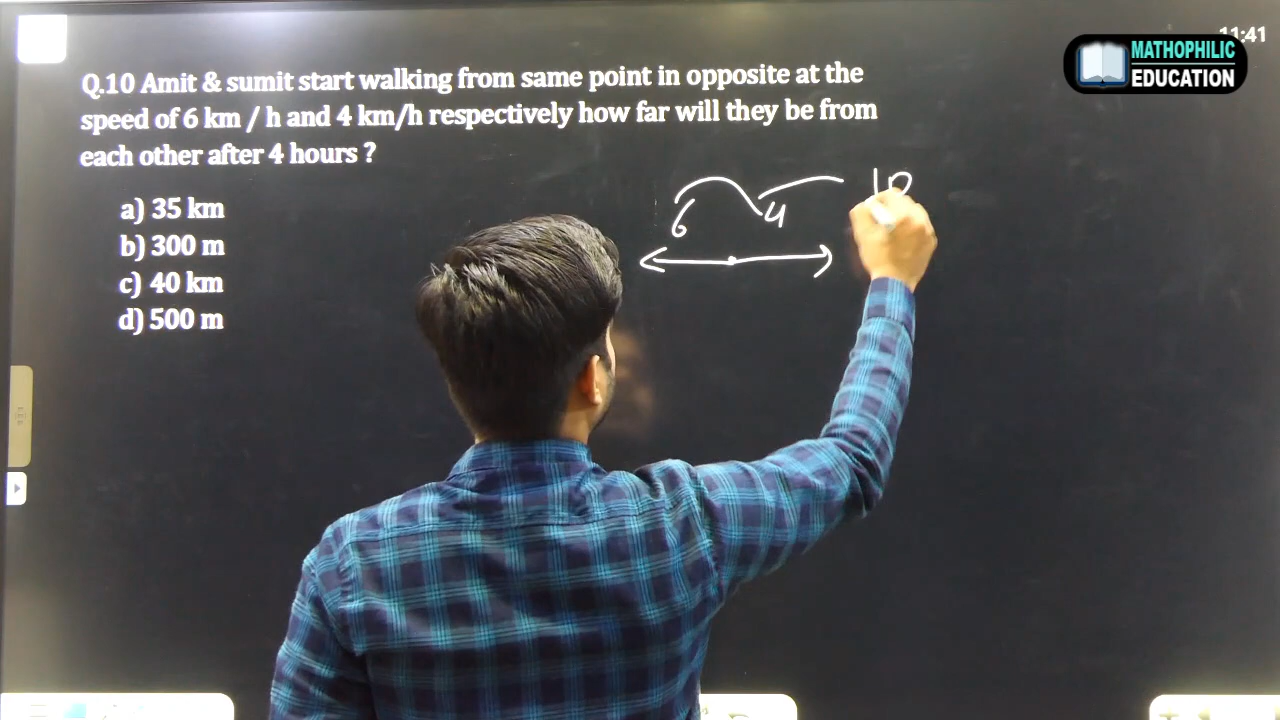 11:41
MATHOPHILIC
EDUCATION
Q.10 Amit & sumit start walking from same point in opposite at the
speed of 6 km / h and 4 km/h respectively how far will they be from
each other after 4 hours ?
a) 35 km
b) 300 m
c) 40 km
d) 500 m
6 4 10